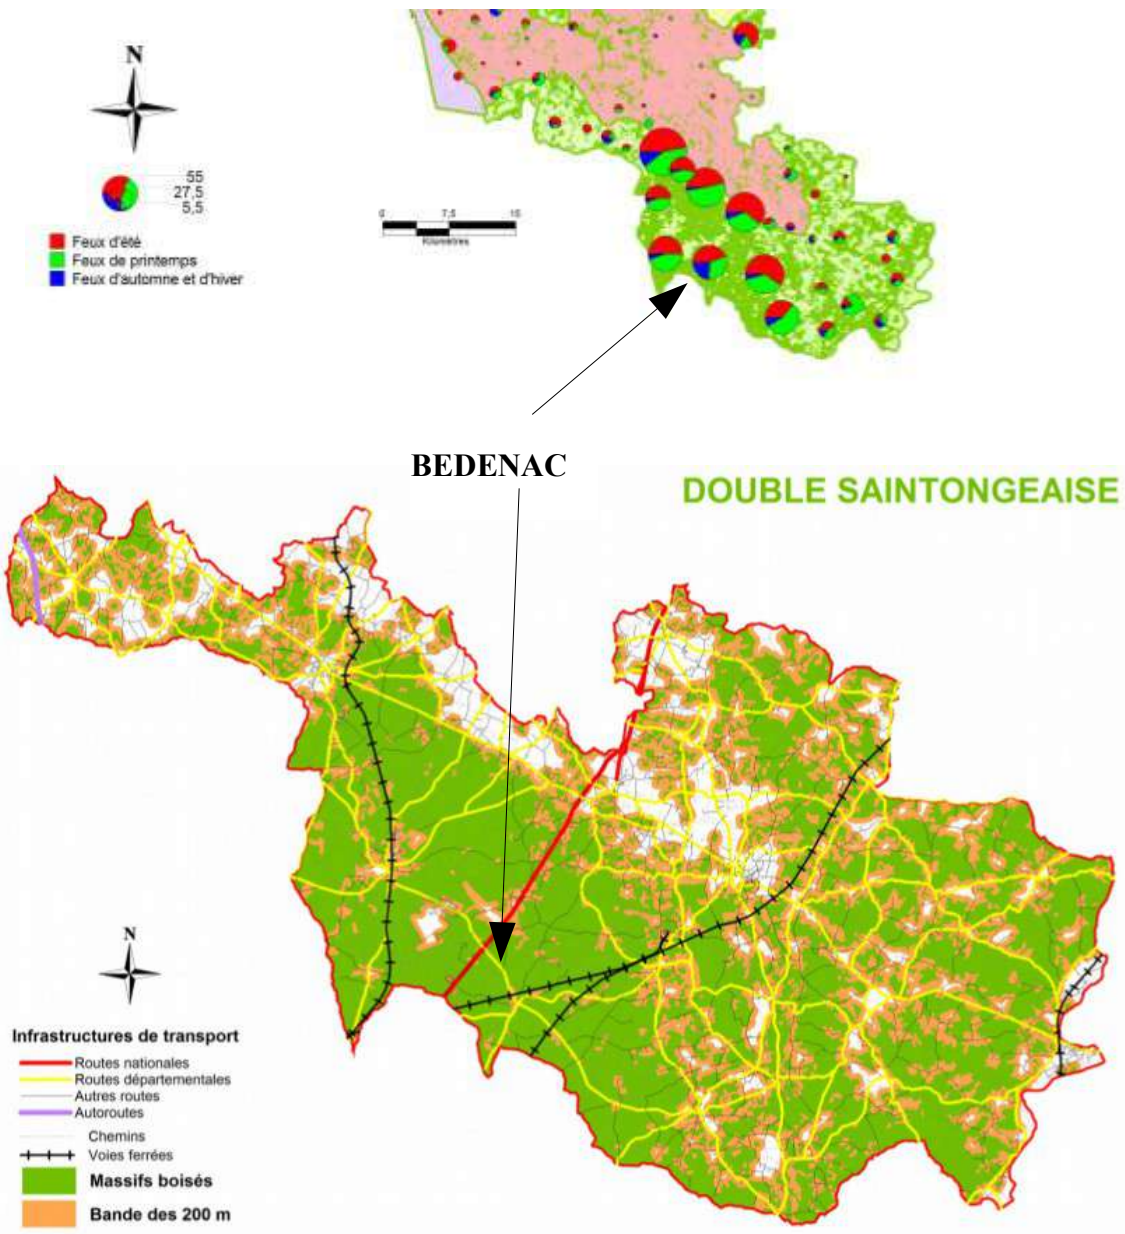 N
55
27,5
5,5
Feux d'été
Feux de printemps
Feux d'automne et d'hiver
0 7,5 15
Kilomètres
BEDENAC
DOUBLE SAINTONGEAISE
N
Infrastructures de transport
Routes nationales
Routes départementales
Autres routes
Autoroutes
Chemins
Voies ferrées
Massifs boisés
Bande des 200 m